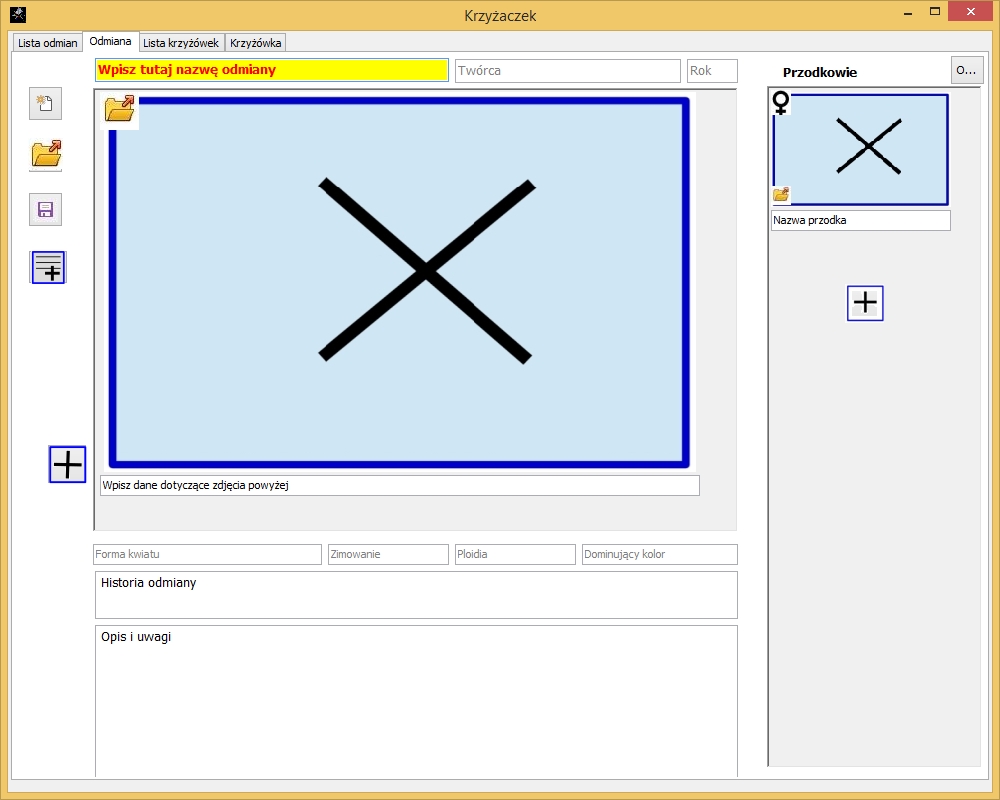 Krzyżaczek
Lista odmian
Odmiana
Lista krzyżówek
Krzyżówka
Wpisz tutaj nazwę odmiany
Twórca
Rok
Przodkowie
O...
Nazwa przodka
Wpisz dane dotyczące zdjęcia powyżej
Forma kwiatu
Zimowanie
Ploidia
Dominujący kolor
Historia odmiany
Opis i uwagi